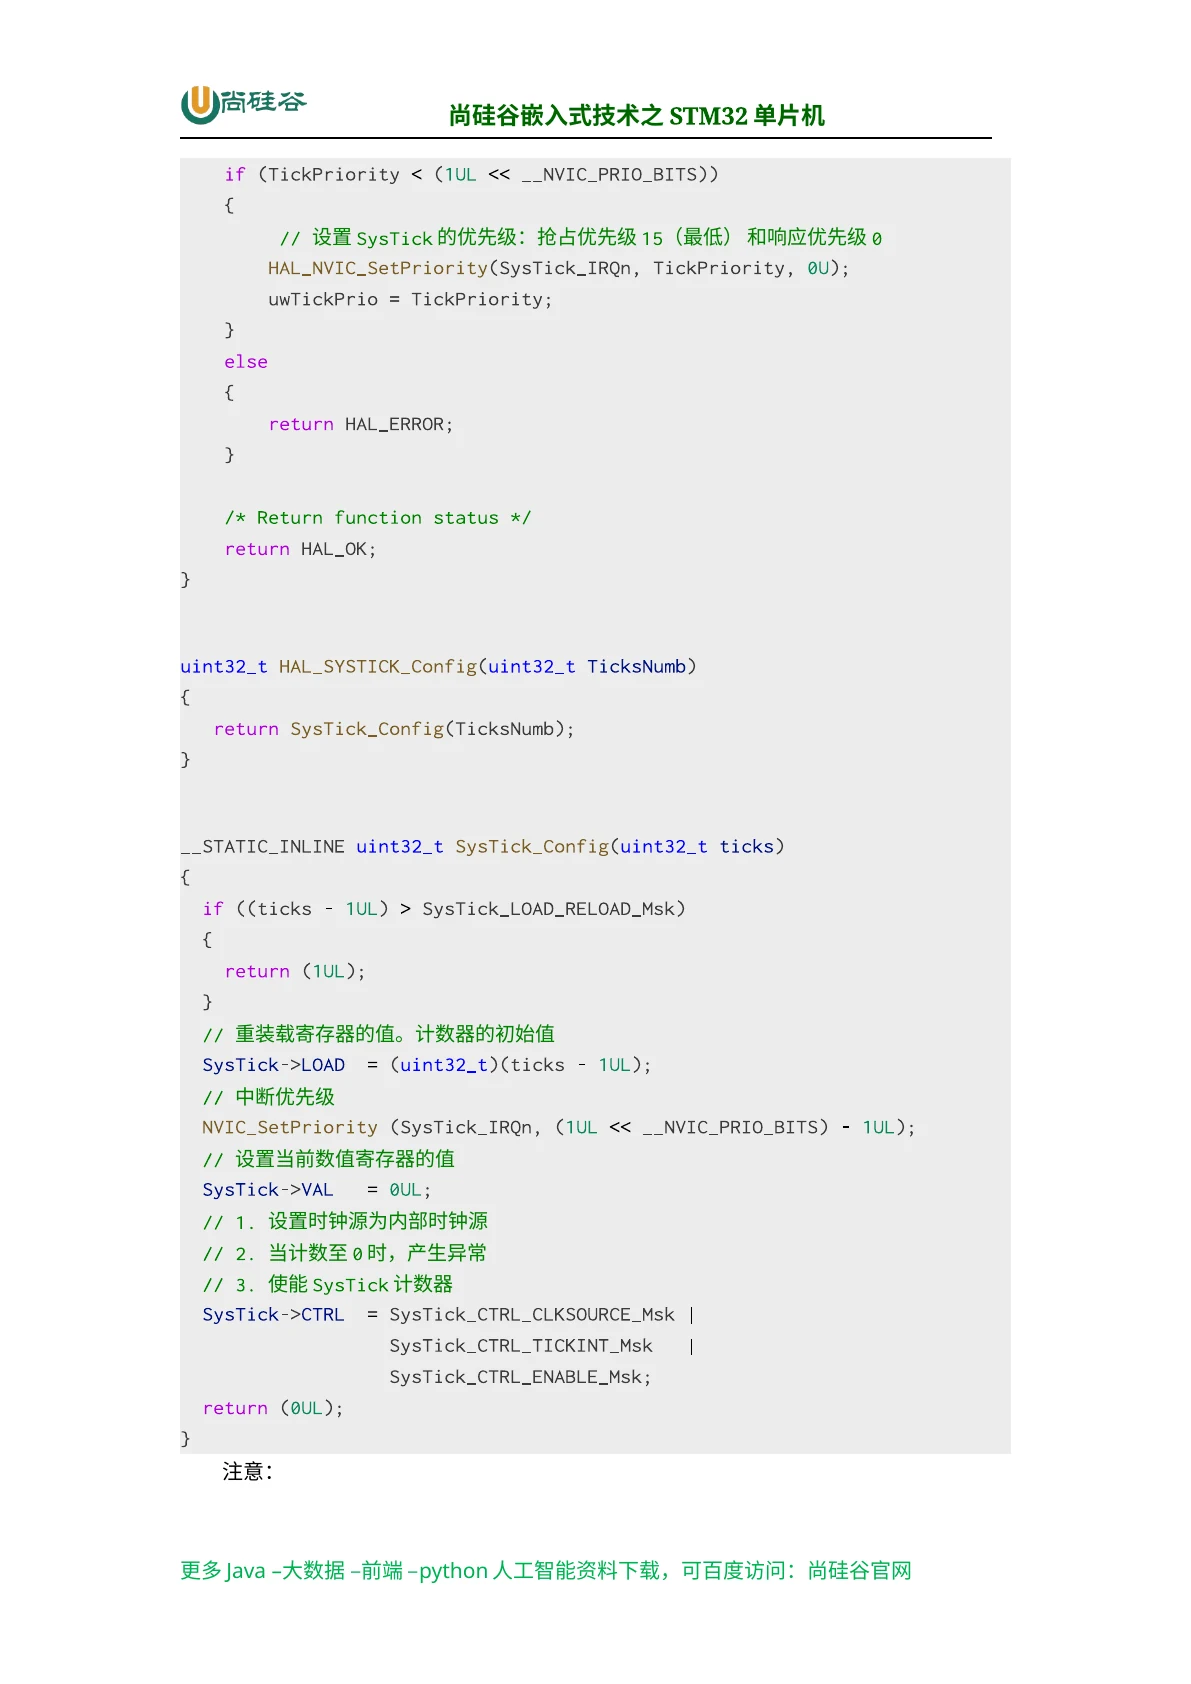 尚硅谷
尚硅谷嵌入式技术之 STM32 单片机
    if (TickPriority < (1UL << __NVIC_PRIO_BITS))
    {
         // 设置 SysTick 的优先级：抢占优先级 15（最低） 和响应优先级 0
        HAL_NVIC_SetPriority(SysTick_IRQn, TickPriority, 0U);
        uwTickPrio = TickPriority;
    }
    else
    {
        return HAL_ERROR;
    }
    /* Return function status */
    return HAL_OK;
}
uint32_t HAL_SYSTICK_Config(uint32_t TicksNumb)
{
   return SysTick_Config(TicksNumb);
}
__STATIC_INLINE uint32_t SysTick_Config(uint32_t ticks)
{
  if ((ticks - 1UL) > SysTick_LOAD_RELOAD_Msk)
  {
    return (1UL);
  }
  // 重装载寄存器的值。计数器的初始值
  SysTick->LOAD  = (uint32_t)(ticks - 1UL);
  // 中断优先级
  NVIC_SetPriority (SysTick_IRQn, (1UL << __NVIC_PRIO_BITS) - 1UL);
  // 设置当前数值寄存器的值
  SysTick->VAL   = 0UL;
  // 1. 设置时钟源为内部时钟源
  // 2. 当计数至 0 时，产生异常
  // 3. 使能 SysTick 计数器
  SysTick->CTRL  = SysTick_CTRL_CLKSOURCE_Msk |
                   SysTick_CTRL_TICKINT_Msk   |
                   SysTick_CTRL_ENABLE_Msk;
  return (0UL);
}
注意：
更多 Java –大数据 –前端 –python 人工智能资料下载，可百度访问：尚硅谷官网